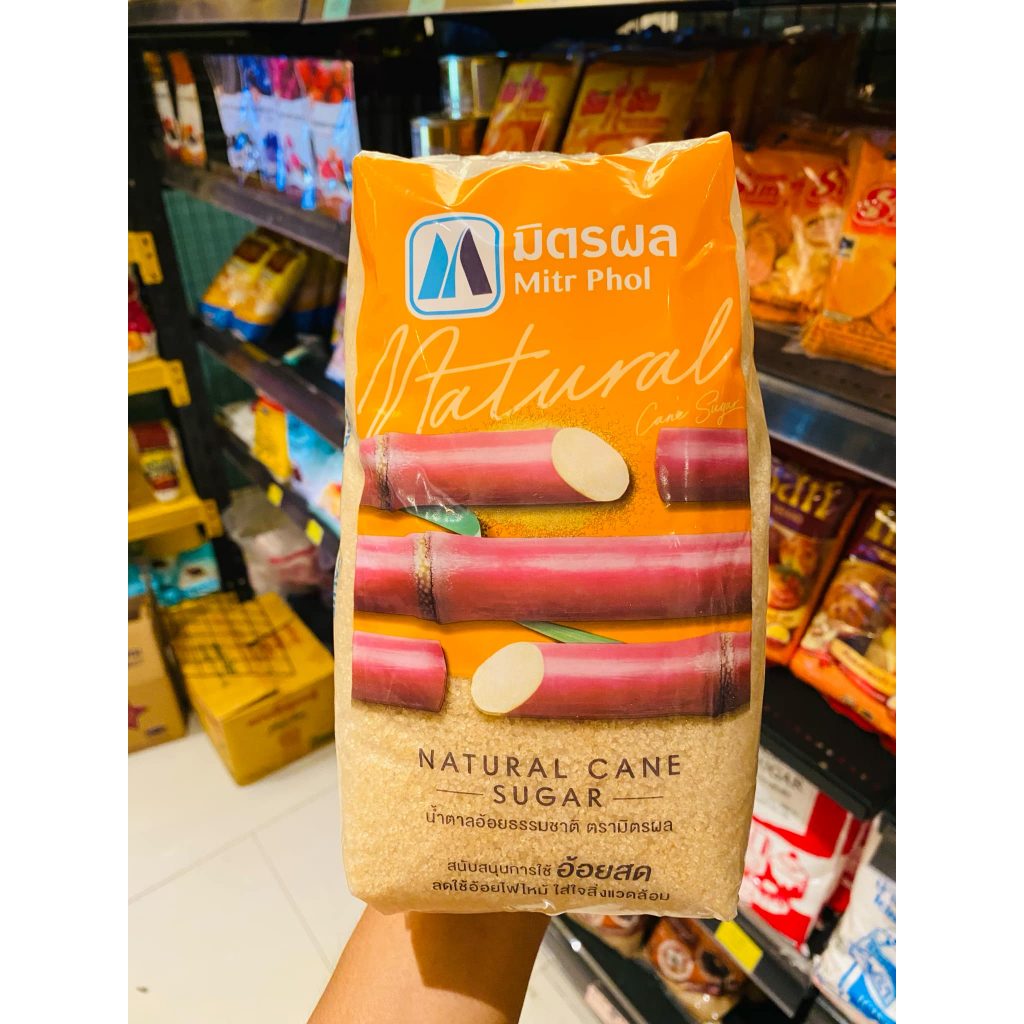 มิตรผล
Mitr Phol
Natural
Cane Sugar
NATURAL CANE
SUGAR
น้ำตาลอ้อยธรรมชาติ ตรามิตรผล
สนับสนุนการใช้ อ้อยสด
ลดใช้อ้อยไฟไหม้ ใส่ใจสิ่งแวดล้อม